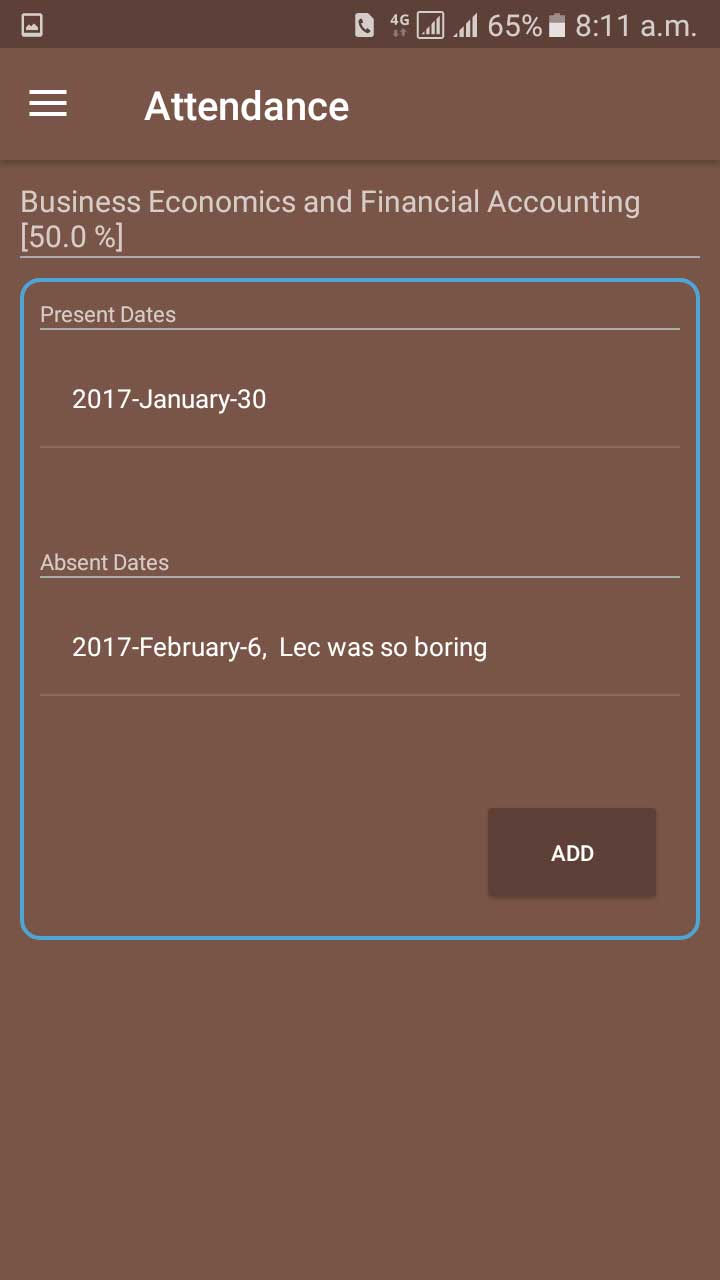 4G 65% 8:11 a.m.
Attendance
Business Economics and Financial Accounting
[50.0 %]
Present Dates
2017-January-30
Absent Dates
2017-February-6,  Lec was so boring
ADD